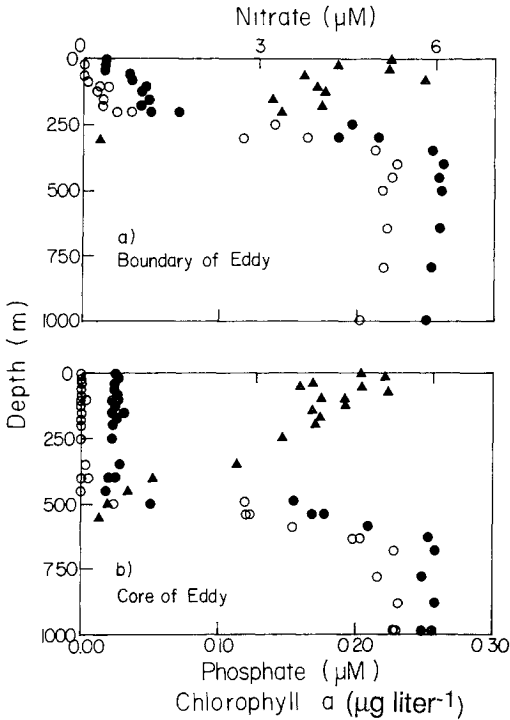 Nitrate (μM)
0 3 6
0
250
500
750
1000
a)
Boundary of Eddy
Depth (m)
0
250
500
750
1000
b)
Core of Eddy
0.00 0.10 0.20 0.30
Phosphate (μM)
Chlorophyll a (μg liter-1)